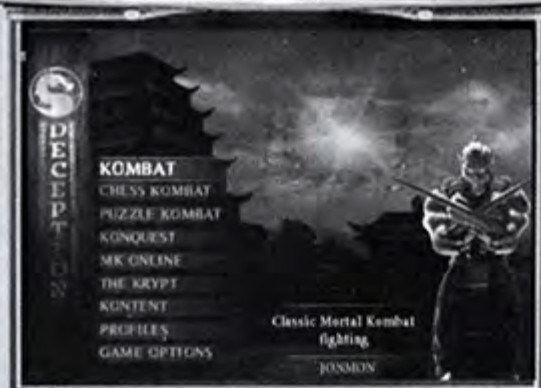 DECEPTION
KOMBAT
CHESS KOMBAT
PUZZLE KOMBAT
KONQUEST
MK ONLINE
THE KRYPT
KONTENT
PROFILES
GAME OPTIONS
Classic Mortal Kombat
fighting
JONMON